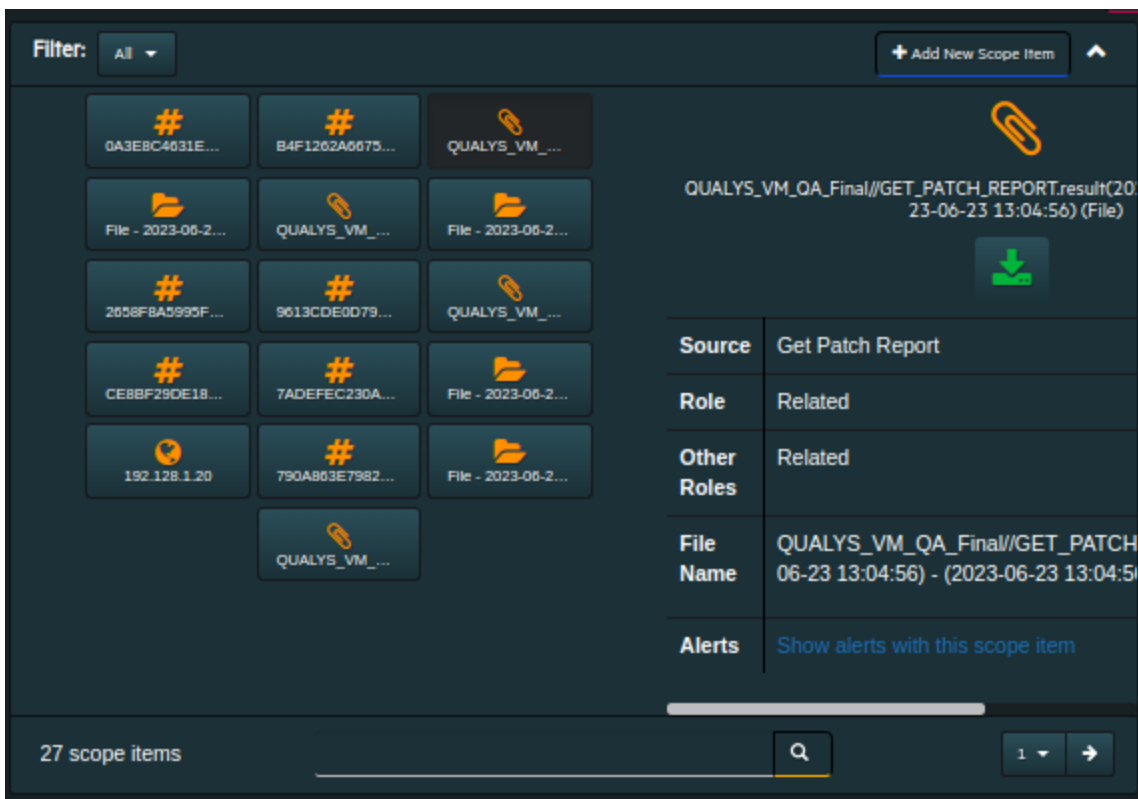 Filter:
All
Add New Scope Item
0A3E8C4631E...
B4F1262A6675...
QUALYS_VM_...
File - 2023-06-2...
QUALYS_VM_...
File - 2023-06-2...
2658F8A5995F...
9613CDE0D79...
QUALYS_VM_...
CE8BF29DE18...
7ADEFEC230A...
File - 2023-06-2...
192.128.1.20
790A863E7982...
File - 2023-06-2...
QUALYS_VM_...
QUALYS_VM_QA_Final//GET_PATCH_REPORT.result(20
23-06-23 13:04:56) (File)
Source Get Patch Report
Role Related
Other Related
Roles
File QUALYS_VM_QA_Final//GET_PATCH
Name 06-23 13:04:56) - (2023-06-23 13:04:5
Alerts Show alerts with this scope item
27 scope items
1